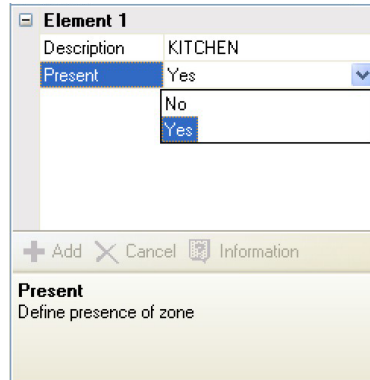 Element 1
Description KITCHEN
Present Yes
No
Yes
Add Cancel Information
Present
Define presence of zone